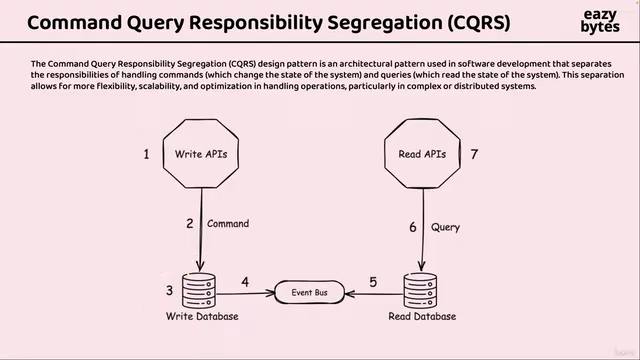 Command Query Responsibility Segregation (CQRS)
eazy
bytes
The Command Query Responsibility Segregation (CQRS) design pattern is an architectural pattern used in software development that separates
the responsibilities of handling commands (which change the state of the system) and queries (which read the state of the system). This separation
allows for more flexibility, scalability, and optimization in handling operations, particularly in complex or distributed systems.
1
Write APIs
Read APIs
7
2
Command
6
Query
3
4
Event Bus
5
Write Database
Read Database